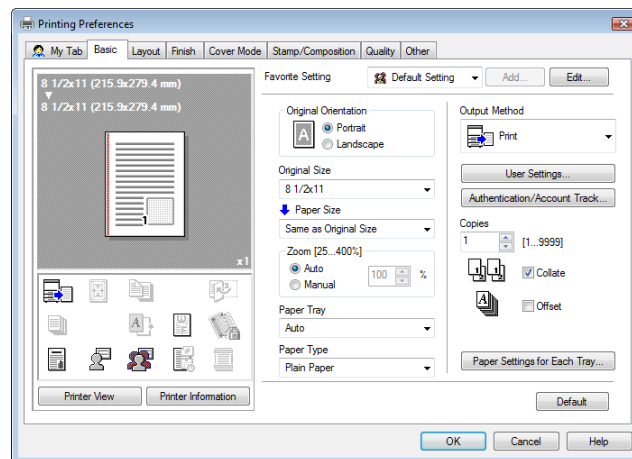 Printing Preferences
My Tab Basic Layout Finish Cover Mode Stamp/Composition Quality Other
8 1/2x11 (215.9x279.4 mm)
8 1/2x11 (215.9x279.4 mm)
1
x1
Printer View Printer Information
Favorite Setting Default Setting Add... Edit...
Original Orientation
A Portrait
Landscape
Original Size
8 1/2x11
Paper Size
Same as Original Size
Zoom [25...400%]
Auto
Manual
100 %
Paper Tray
Auto
Paper Type
Plain Paper
Output Method
Print
User Settings...
Authentication/Account Track...
Copies
1 [1...9999]
Collate
Offset
Paper Settings for Each Tray...
Default
OK Cancel Help